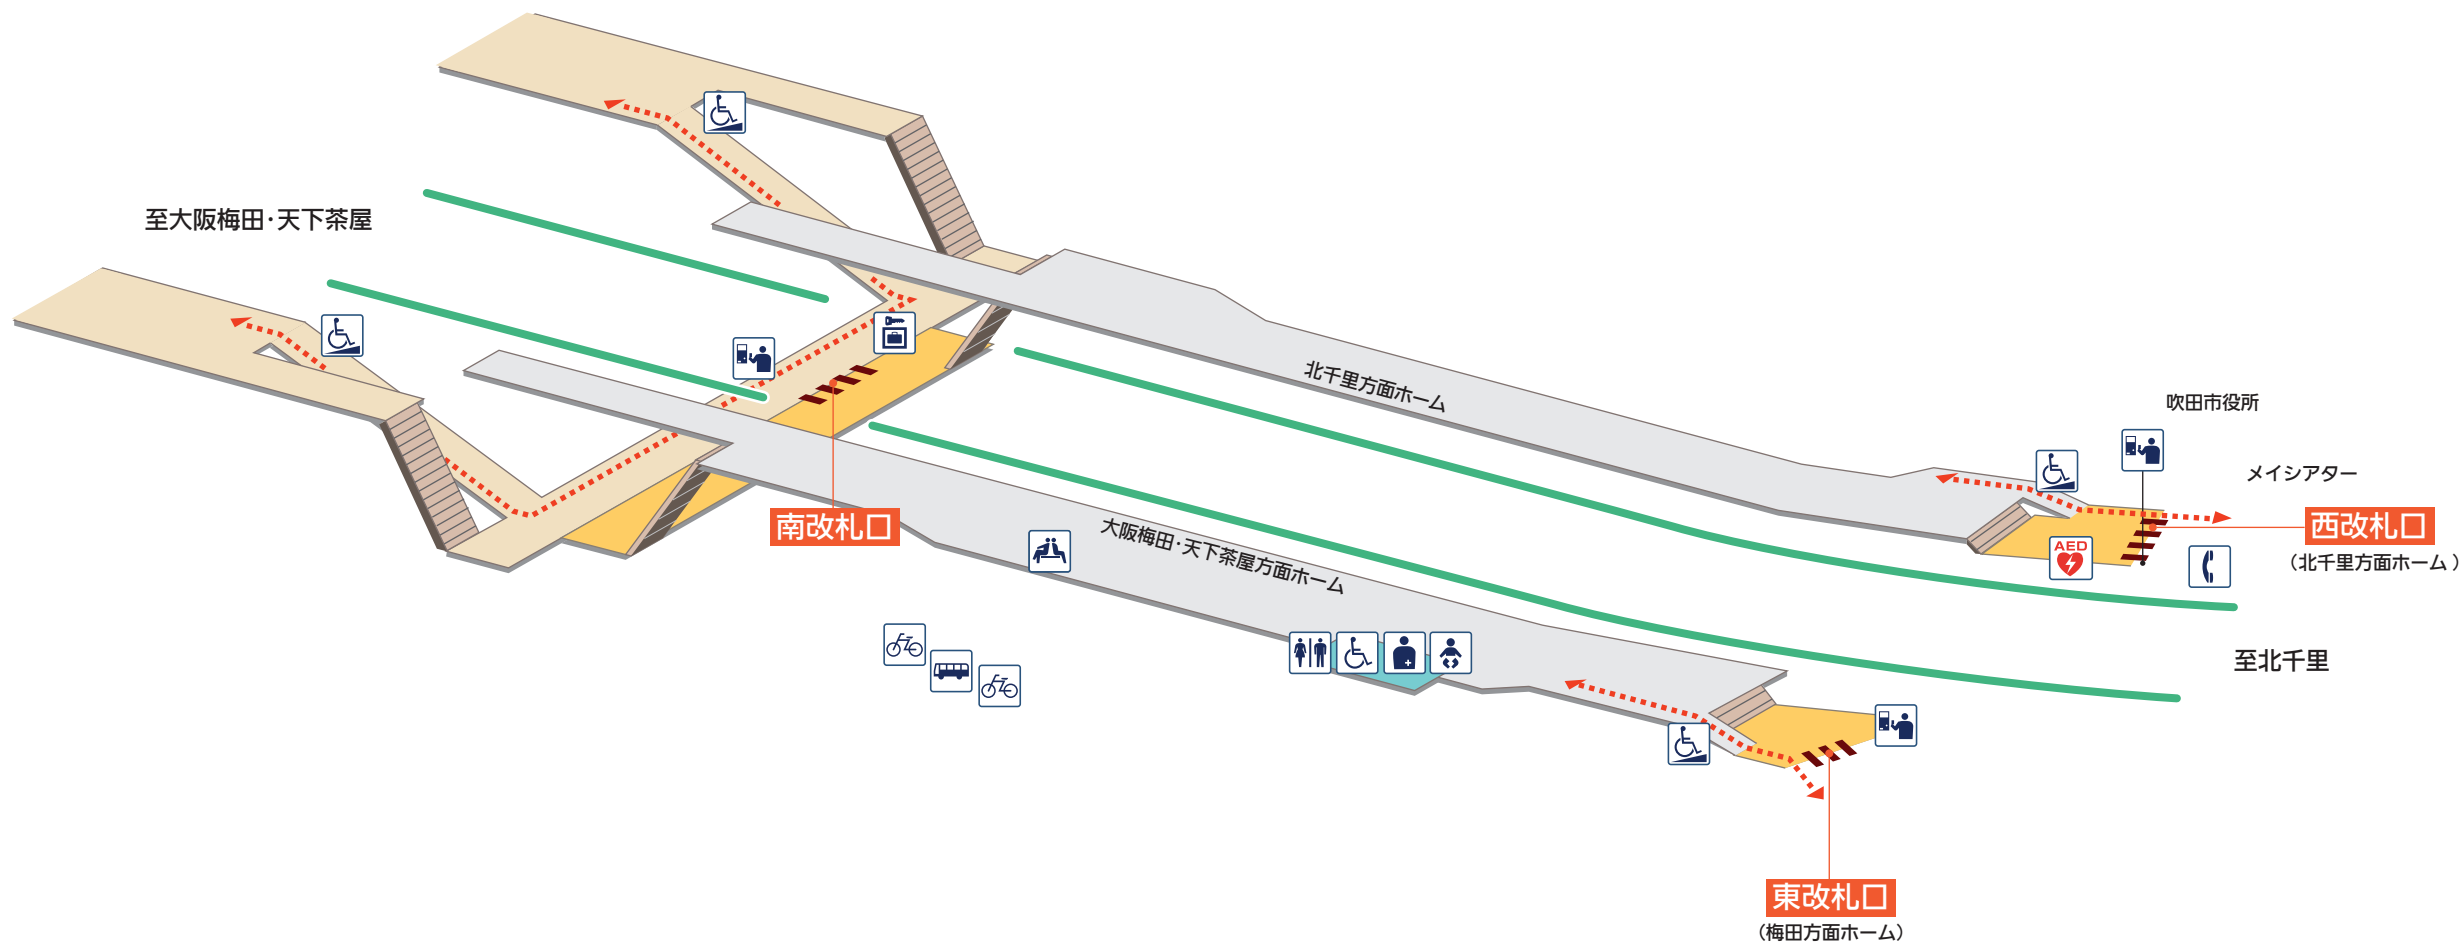 至大阪梅田・天下茶屋
北千里方面ホーム
吹田市役所
メイシアター
南改札口
西改札口
（北千里方面ホーム）
大阪梅田・天下茶屋方面ホーム
AED
至北千里
東改札口
（梅田方面ホーム）